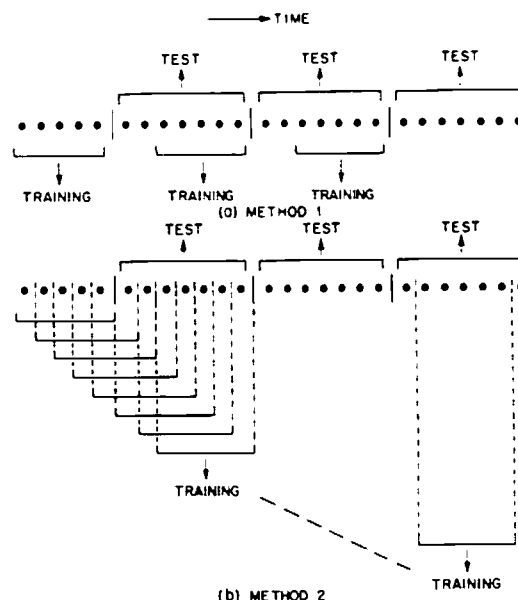 TIME
TEST TEST TEST
TRAINING TRAINING TRAINING
(a) METHOD 1
TEST TEST TEST
TRAINING
TRAINING
(b) METHOD 2